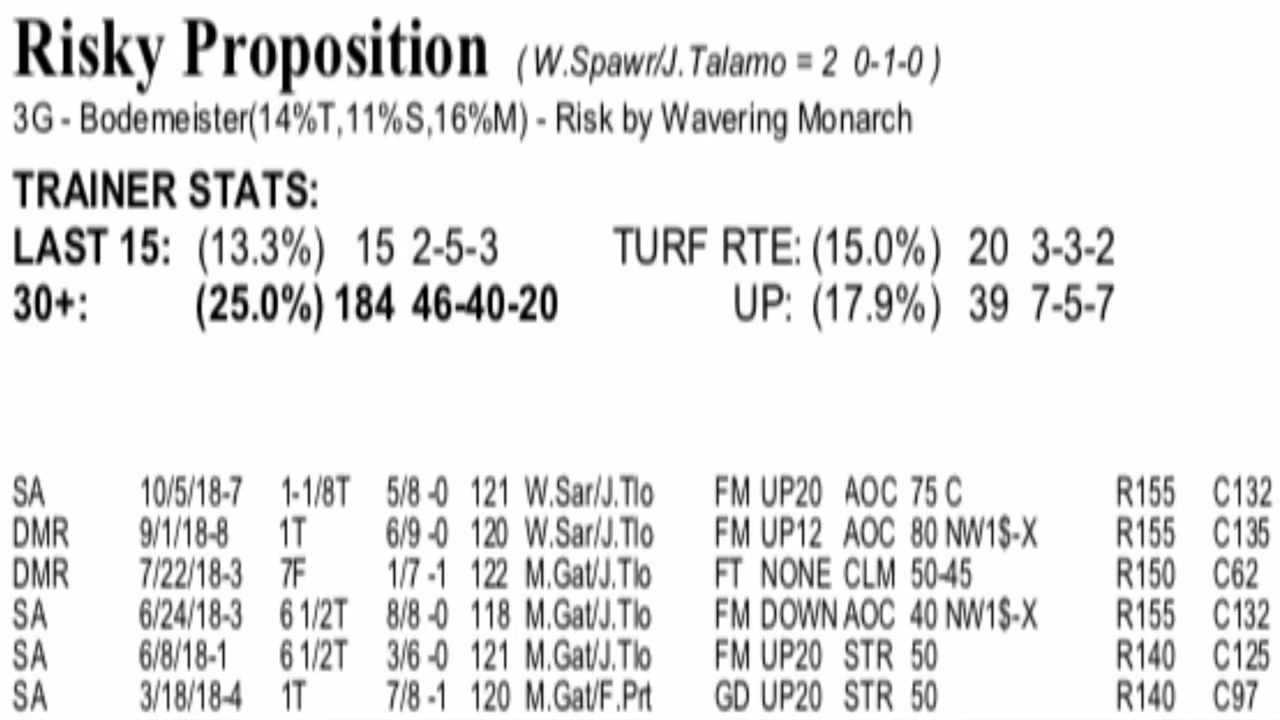 Risky Proposition (W.Spawr/J.Talamo = 2 0-1-0)
3G - Bodemeister(14%T,11%S,16%M) - Risk by Wavering Monarch
TRAINER STATS:
LAST 15: (13.3%) 15 2-5-3 TURF RTE: (15.0%) 20 3-3-2
30+: (25.0%) 184 46-40-20 UP: (17.9%) 39 7-5-7
SA 10/5/18-7 1-1/8T 5/8 -0 121 W.Sar/J.Tlo FM UP20 AOC 75 C R155 C132
DMR 9/1/18-8 1T 6/9 -0 120 W.Sar/J.Tlo FM UP12 AOC 80 NW1$-X R155 C135
DMR 7/22/18-3 7F 1/7 -1 122 M.Gat/J.Tlo FT NONE CLM 50-45 R150 C62
SA 6/24/18-3 6 1/2T 8/8 -0 118 M.Gat/J.Tlo FM DOWN AOC 40 NW1$-X R155 C132
SA 6/8/18-1 6 1/2T 3/6 -0 121 M.Gat/J.Tlo FM UP20 STR 50 R140 C125
SA 3/18/18-4 1T 7/8 -1 120 M.Gat/F.Prt GD UP20 STR 50 R140 C97